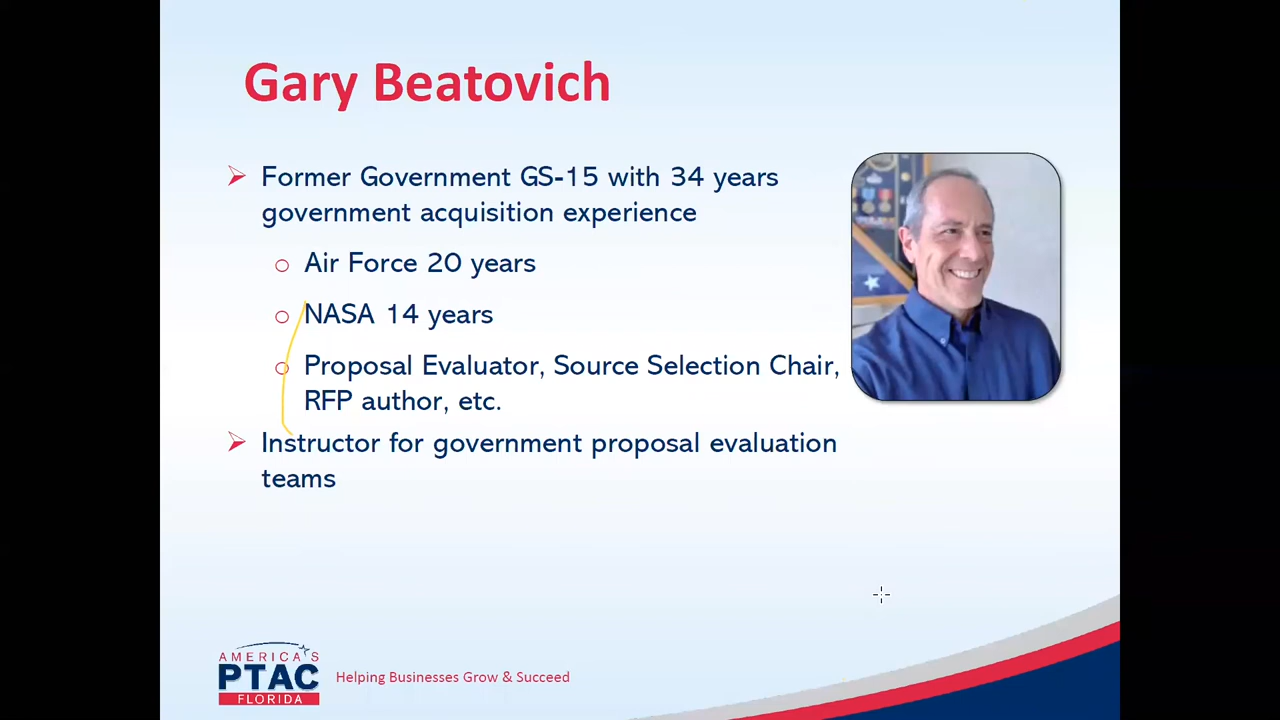 Gary Beatovich
Former Government GS-15 with 34 years
government acquisition experience
Air Force 20 years
NASA 14 years
Proposal Evaluator, Source Selection Chair,
RFP author, etc.
Instructor for government proposal evaluation
teams
AMERICA'S
PTAC
FLORIDA
Helping Businesses Grow & Succeed